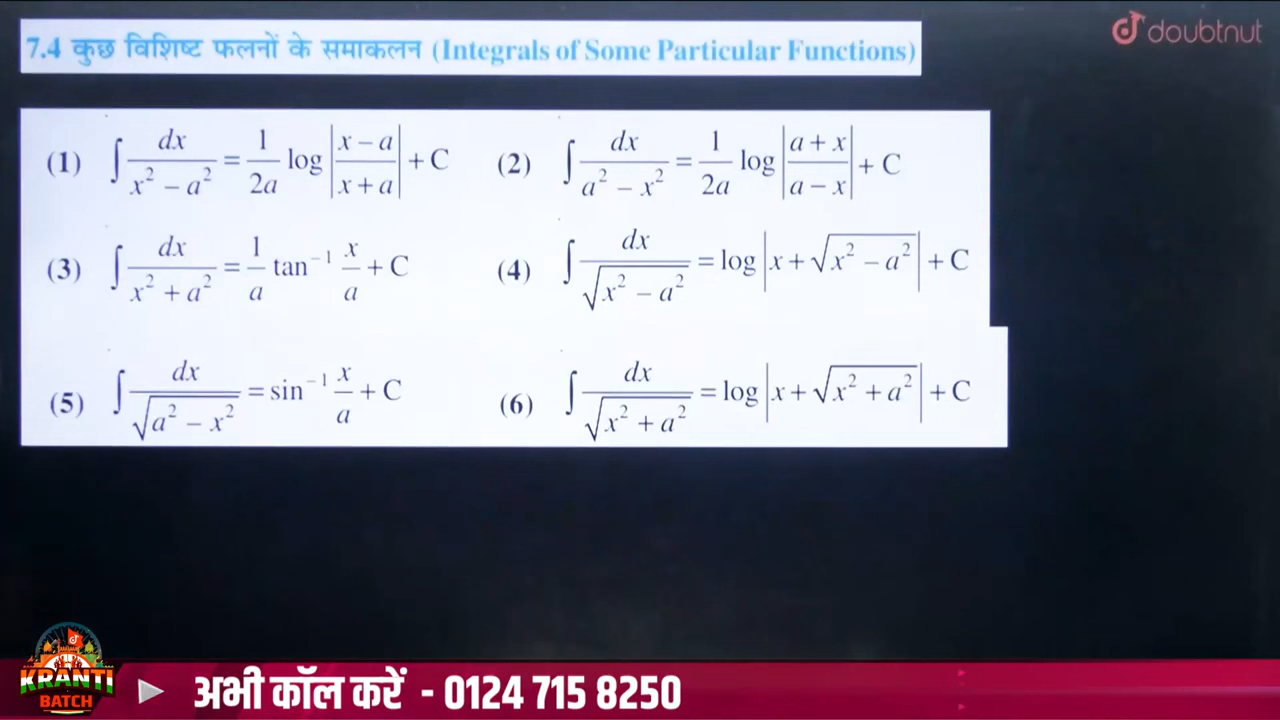 7.4 कुछ विशिष्ट फलनों के समाकलन (Integrals of Some Particular Functions)
doubtnut
(1) ∫ dx/(x² – a²) = 1/(2a) log |(x – a)/(x + a)| + C (2) ∫ dx/(a² – x²) = 1/(2a) log |(a + x)/(a – x)| + C
(3) ∫ dx/(x² + a²) = 1/a tan⁻¹ x/a + C (4) ∫ dx/√(x² – a²) = log |x + √(x² – a²)| + C
(5) ∫ dx/√(a² – x²) = sin⁻¹ x/a + C (6) ∫ dx/√(x² + a²) = log |x + √(x² + a²)| + C
KRANTI
BATCH
अभी कॉल करें - 0124 715 8250